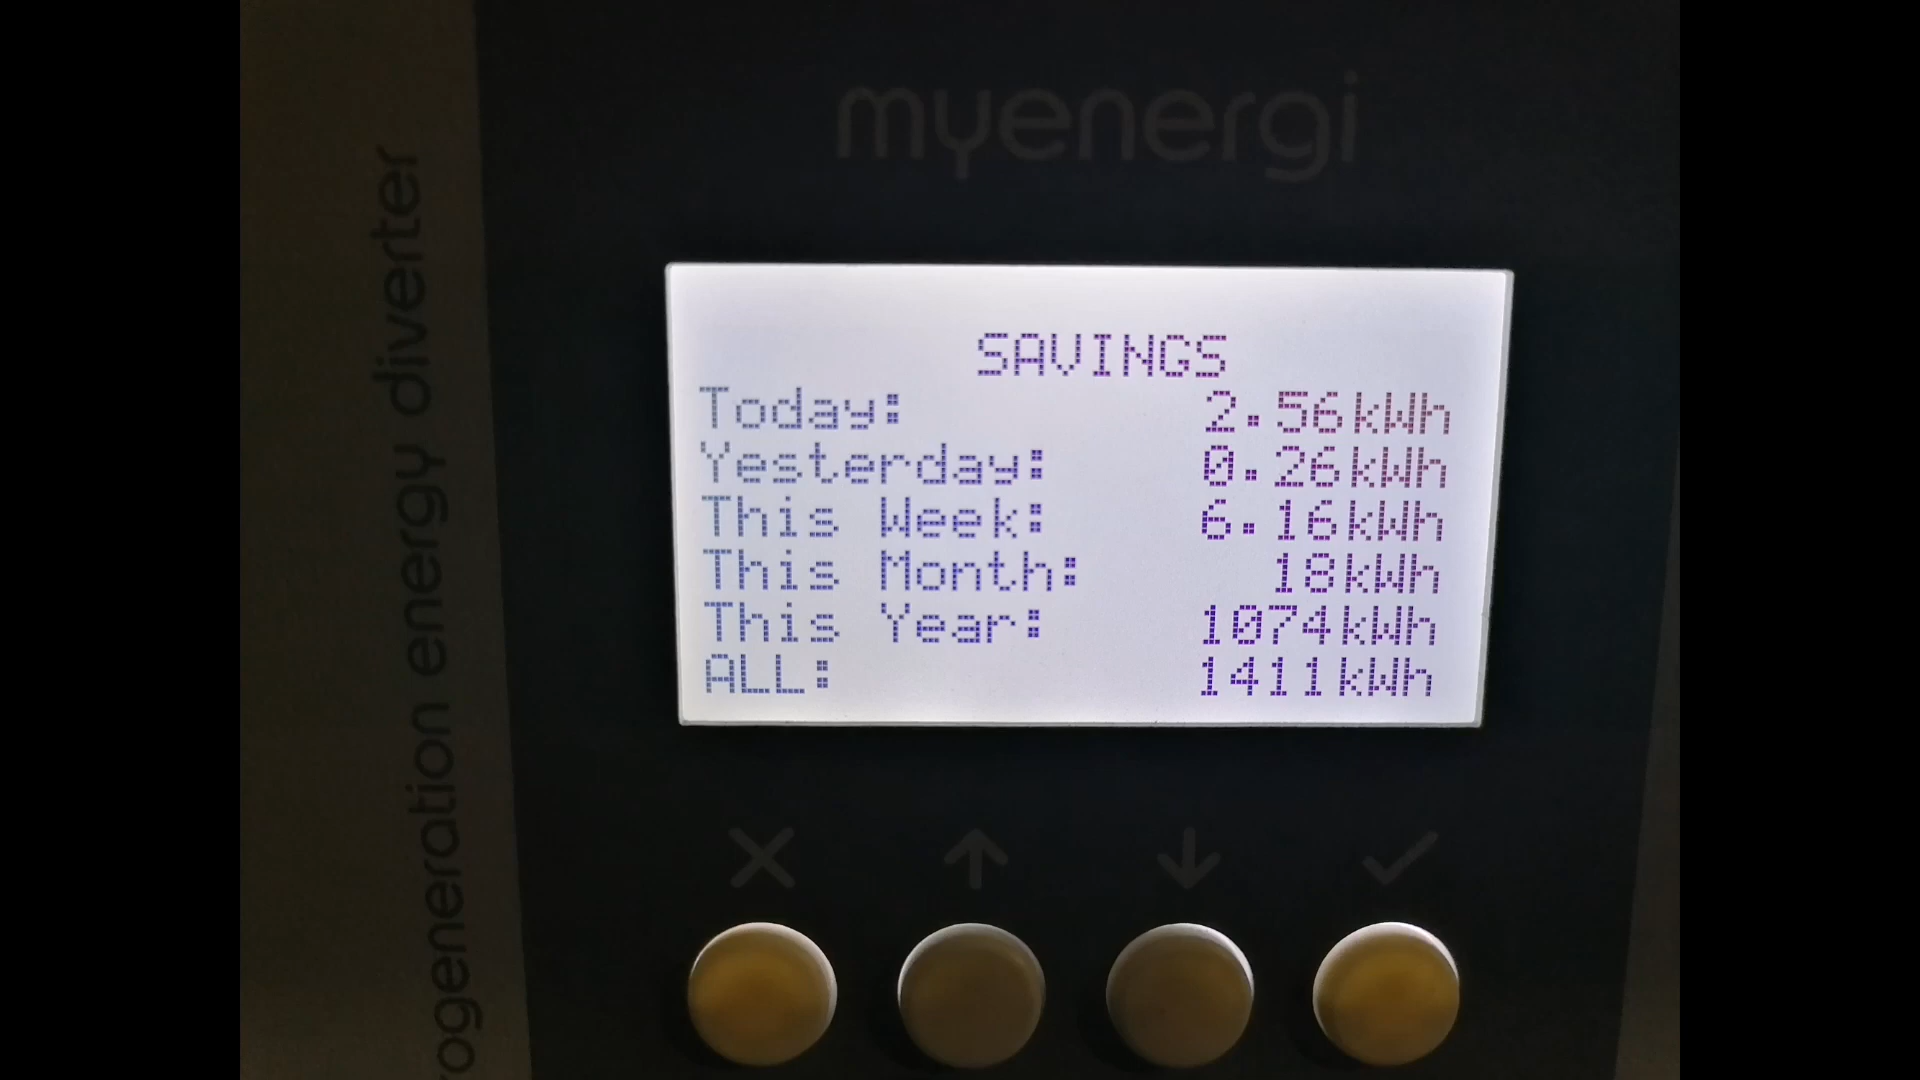 myenergi
SAVINGS
Today: 2.56kWh
Yesterday: 0.26kWh
This Week: 6.16kWh
This Month: 18kWh
This Year: 1074kWh
ALL: 1411kWh
rogeneration energy diverter